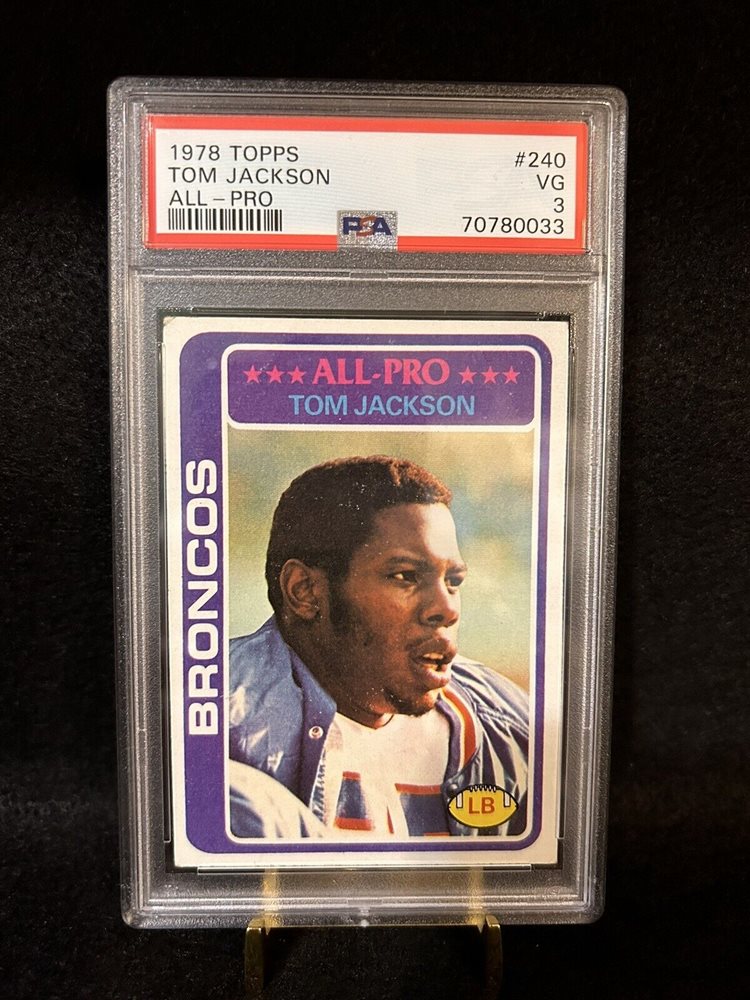 1978 TOPPS #240
TOM JACKSON VG
ALL-PRO 3
PSA 70780033
★★★ ALL-PRO ★★★
TOM JACKSON
BRONCOS
LB